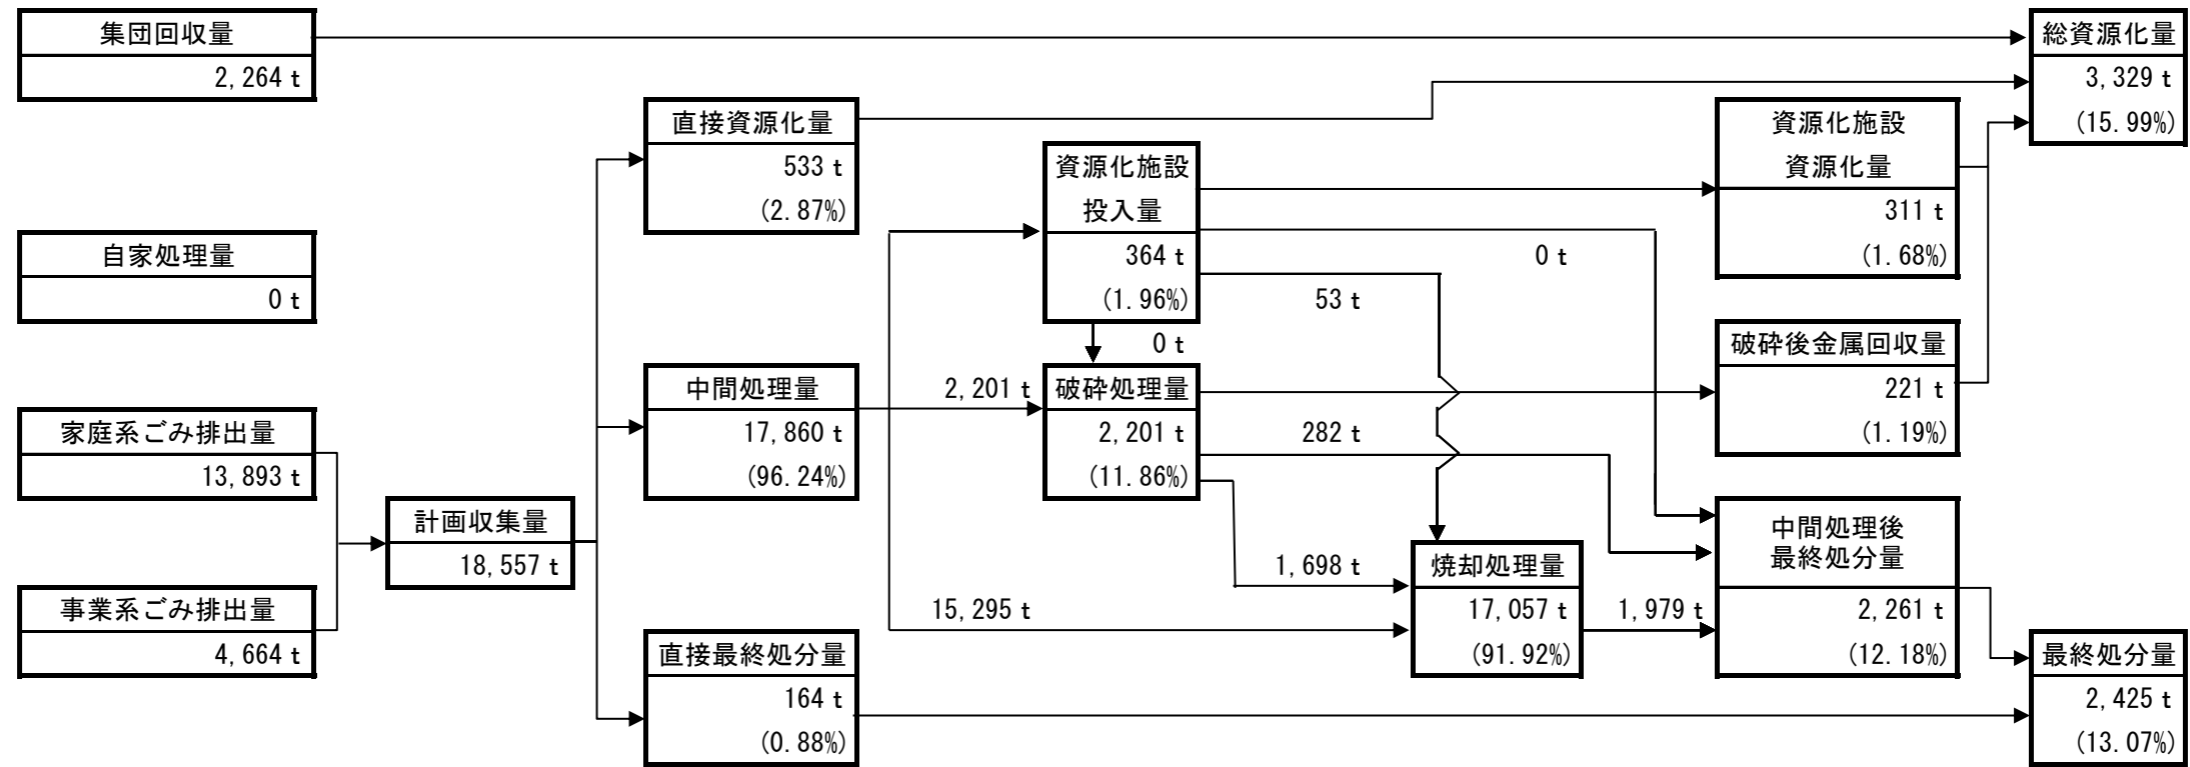 集団回収量
2,264 t
自家処理量
0 t
家庭系ごみ排出量
13,893 t
事業系ごみ排出量
4,664 t
計画収集量
18,557 t
直接資源化量
533 t
(2.87%)
中間処理量
17,860 t
(96.24%)
直接最終処分量
164 t
(0.88%)
2,201 t
15,295 t
資源化施設
投入量
364 t
(1.96%)
0 t
破砕処理量
2,201 t
(11.86%)
0 t
53 t
282 t
1,698 t
焼却処理量
17,057 t
(91.92%)
1,979 t
資源化施設
資源化量
311 t
(1.68%)
破砕後金属回収量
221 t
(1.19%)
中間処理後
最終処分量
2,261 t
(12.18%)
総資源化量
3,329 t
(15.99%)
最終処分量
2,425 t
(13.07%)